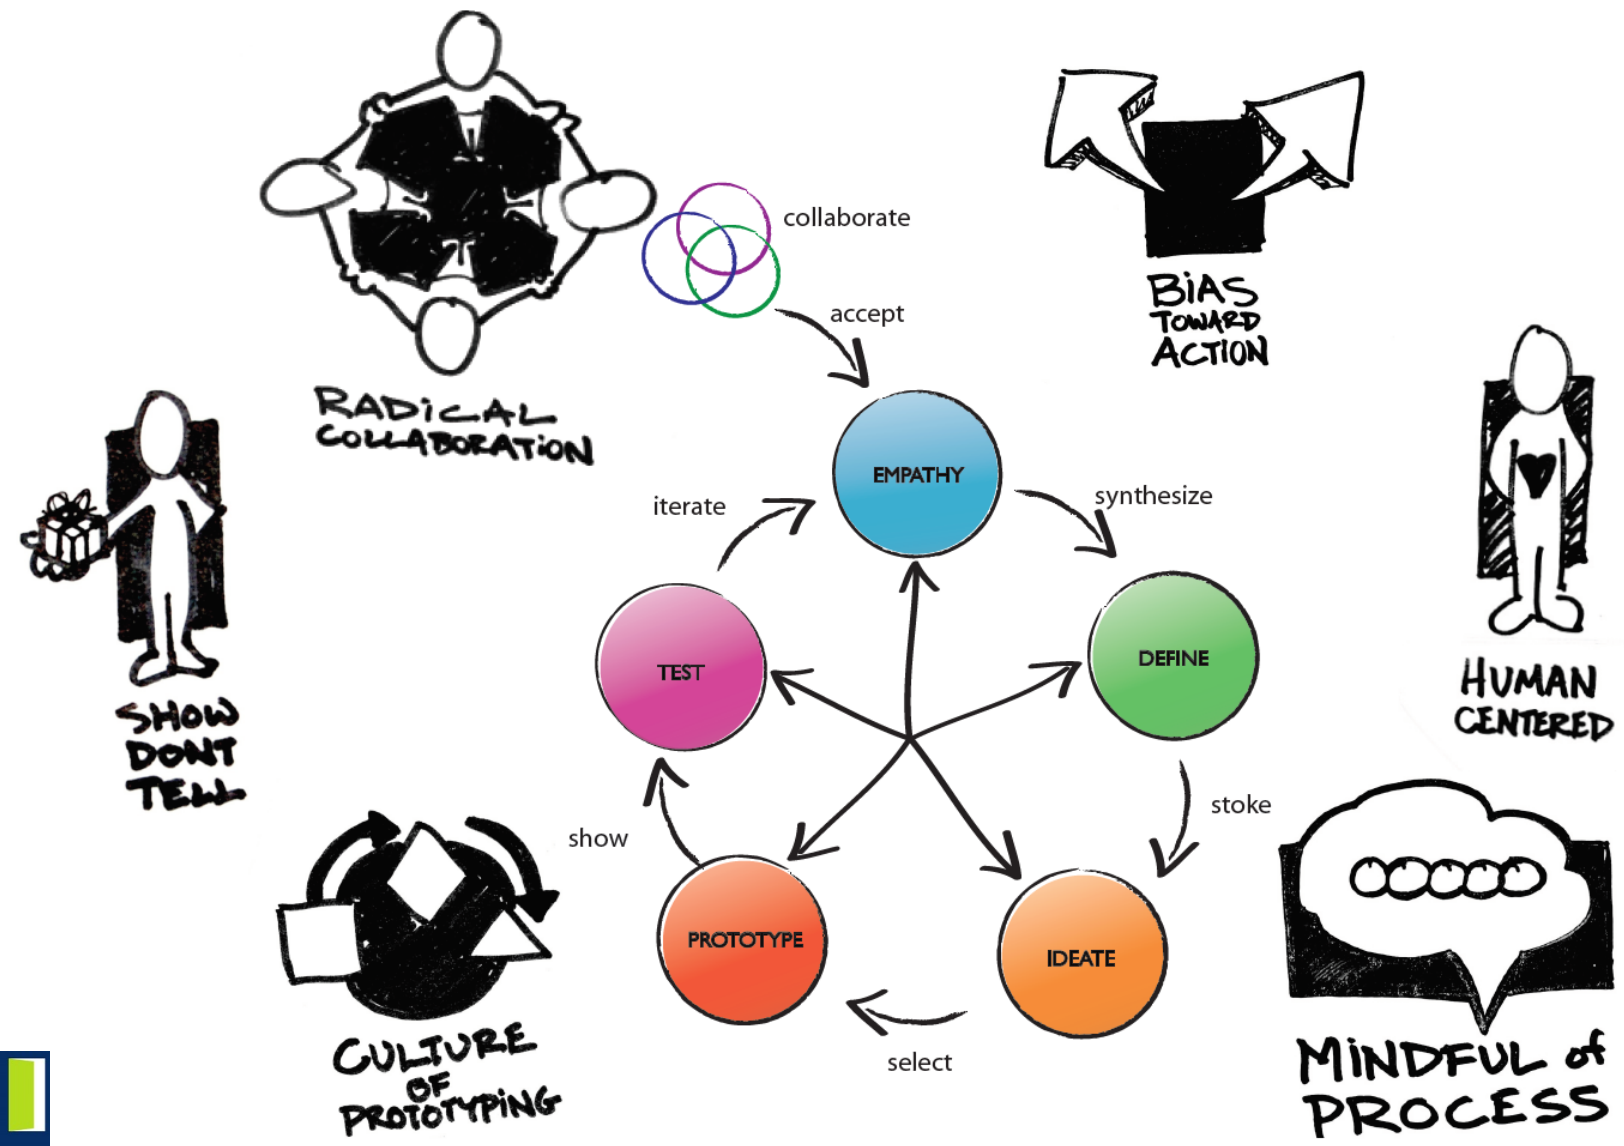 collaborate
accept
BiAS
TOWARD
ACTION
RADiCAL
COLLABORATiON
EMPATHY
iterate
synthesize
TEST
DEFINE
HUMAN
CENTERED
SHOW
DONT
TELL
stoke
show
PROTOTYPE
IDEATE
select
CULTURE
OF
PROTOTYPiNG
MiNDFUL of
PROCESS